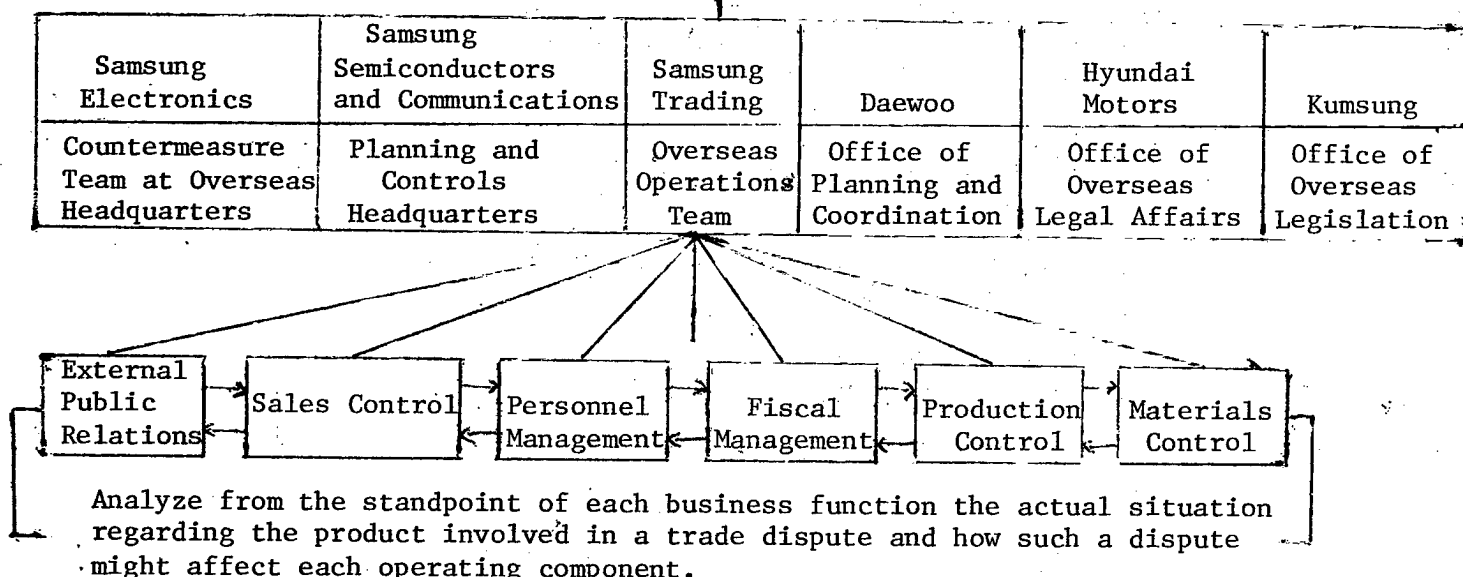 Samsung
Electronics
Samsung
Semiconductors
and Communications
Samsung
Trading
Daewoo
Hyundai
Motors
Kumsung
Countermeasure
Team at Overseas
Headquarters
Planning and
Controls
Headquarters
Overseas
Operations
Team
Office of
Planning and
Coordination
Office of
Overseas
Legal Affairs
Office of
Overseas
Legislation
External
Public
Relations
Sales Control
Personnel
Management
Fiscal
Management
Production
Control
Materials
Control
Analyze from the standpoint of each business function the actual situation
regarding the product involved in a trade dispute and how such a dispute
might affect each operating component.